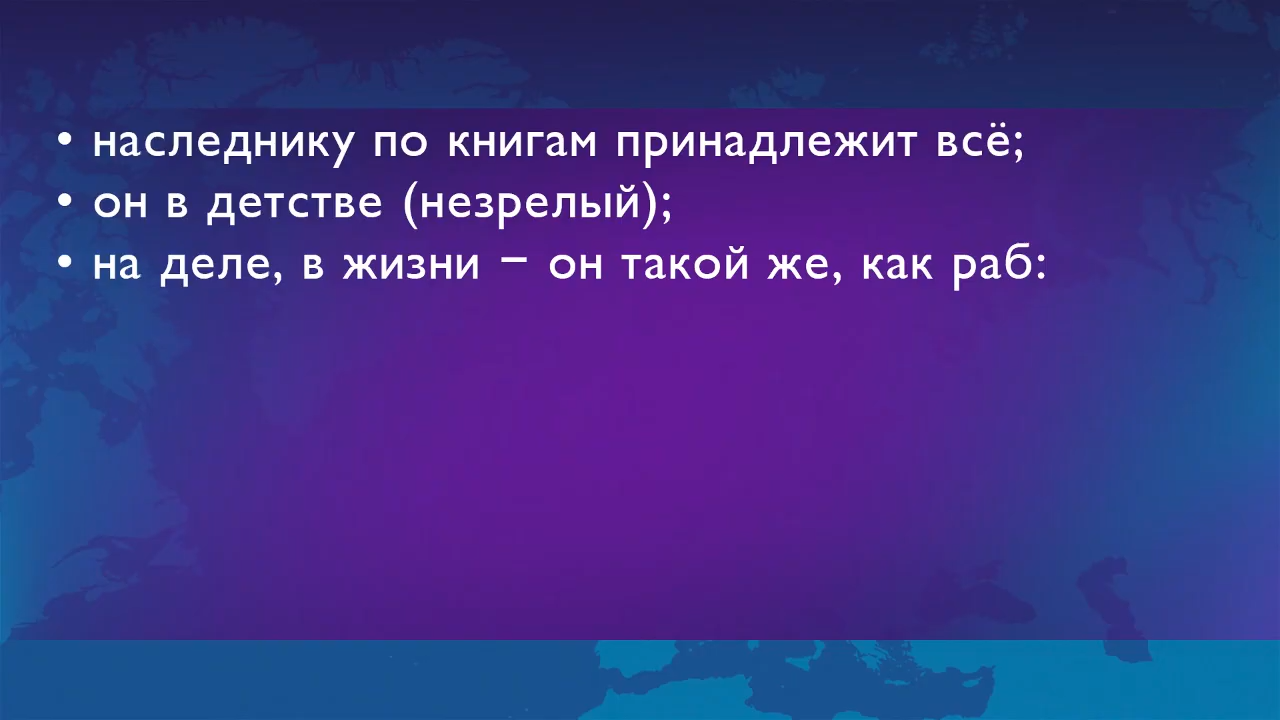 • наследнику по книгам принадлежит всё;
• он в детстве (незрелый);
• на деле, в жизни – он такой же, как раб: